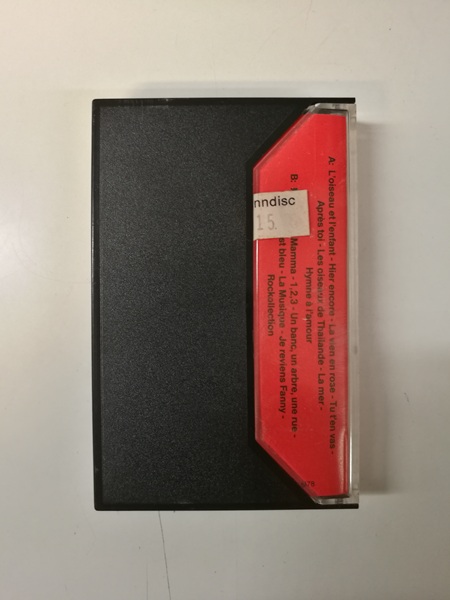 A: L'oiseau et l'enfant - Hier encore - La vie en rose - Tu t'en vas -
Après toi - Les oiseaux de Thaïlande - La mer -
Hymne à l'amour
B: Mamma - 1, 2, 3 - Un banc, un arbre, une rue -
bleu - La Musique - Je reviens Fanny -
Rockollection
nndisc
15